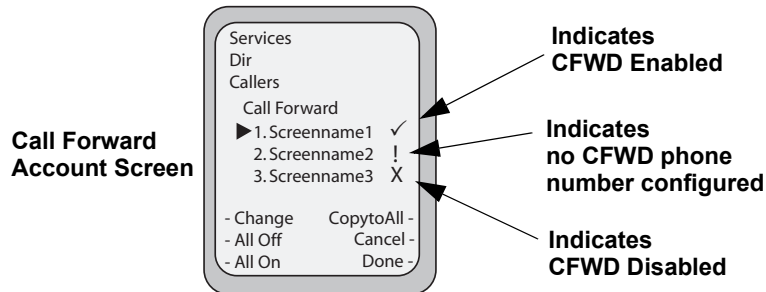 Services
Dir
Callers
Call Forward
1. Screenname1 ✓
2. Screenname2 !
3. Screenname3 X
- Change CopytoAll -
- All Off Cancel -
- All On Done -
Call Forward
Account Screen
Indicates
CFWD Enabled
Indicates
no CFWD phone
number configured
Indicates
CFWD Disabled